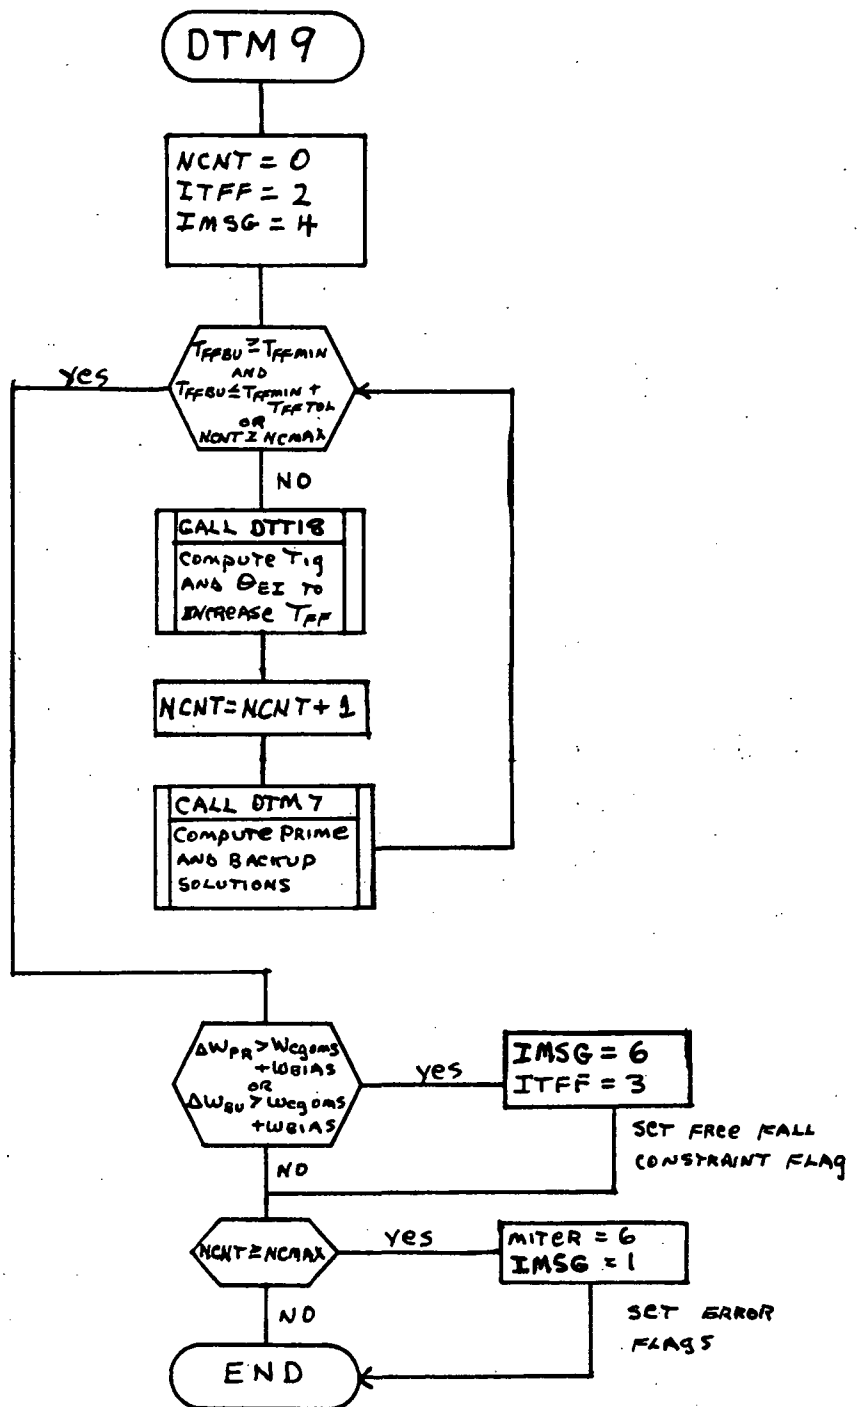 DTM 9
NCNT = 0
ITFF = 2
IMSG = 4
TFFBU ≥ TFFMIN
AND
TFFBU ≤ TFFMIN +
TFFTOL
OR
NCNT ≥ NCMAX
yes
NO
CALL DTT18
COMPUTE Tig
AND ΘEI TO
INCREASE TFF
NCNT = NCNT + 1
CALL DTM 7
COMPUTE PRIME
AND BACKUP
SOLUTIONS
ΔWPR > Wcgoms
+WBIAS
OR
ΔWBU > Wcgoms
+WBIAS
yes
IMSG = 6
ITFF = 3
SET FREE FALL
CONSTRAINT FLAG
NO
NCNT ≥ NCMAX
yes
MITER = 6
IMSG = 1
SET ERROR
FLAGS
NO
END